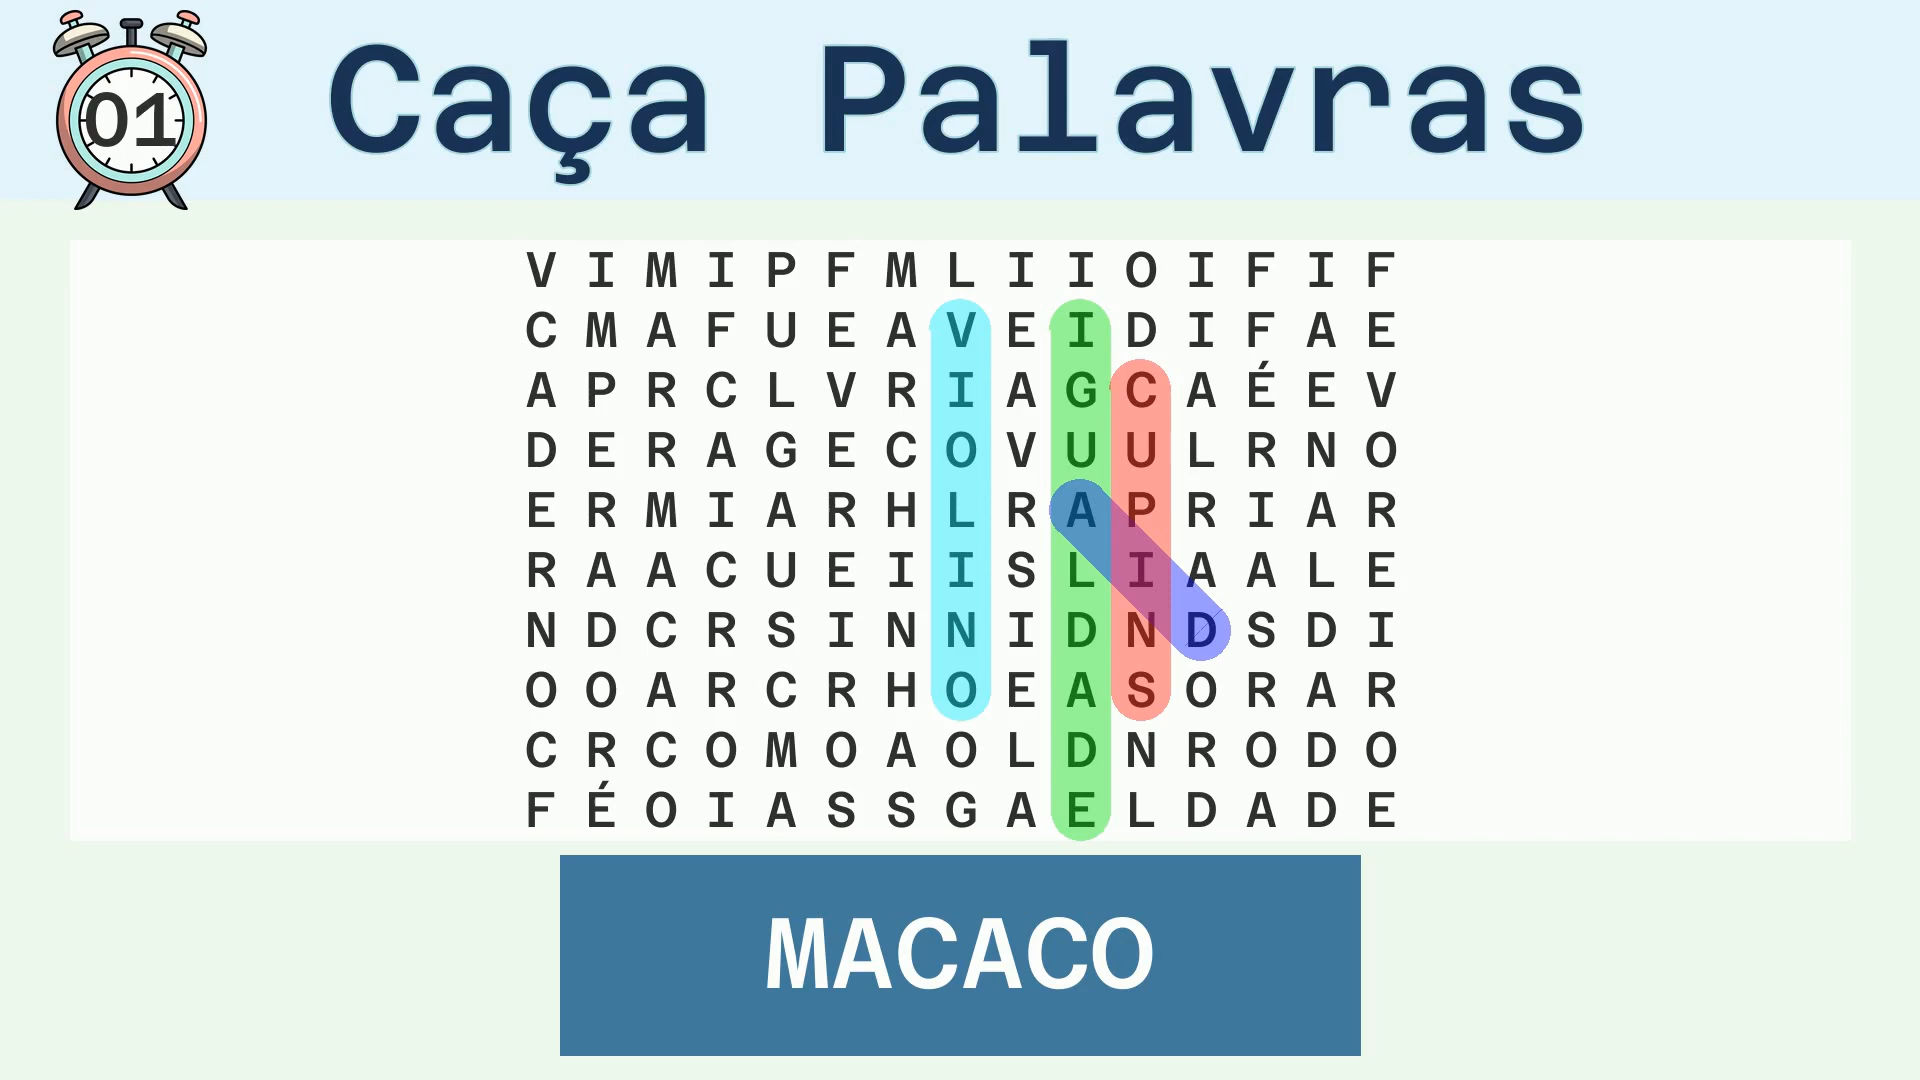 01
Caça Palavras
V I M I P F M L I I O I F I F
C M A F U E A V E I D I F A E
A P R C L V R I A G C A É E V
D E R A G E C O V U U L R N O
E R M I A R H L R A P R I A R
R A A C U E I I S L I A A L E
N D C R S I N N I D N D S D I
O O A R C R H O E A S O R A R
C R C O M O A O L D N R O D O
F É O I A S S G A E L D A D E
MACACO